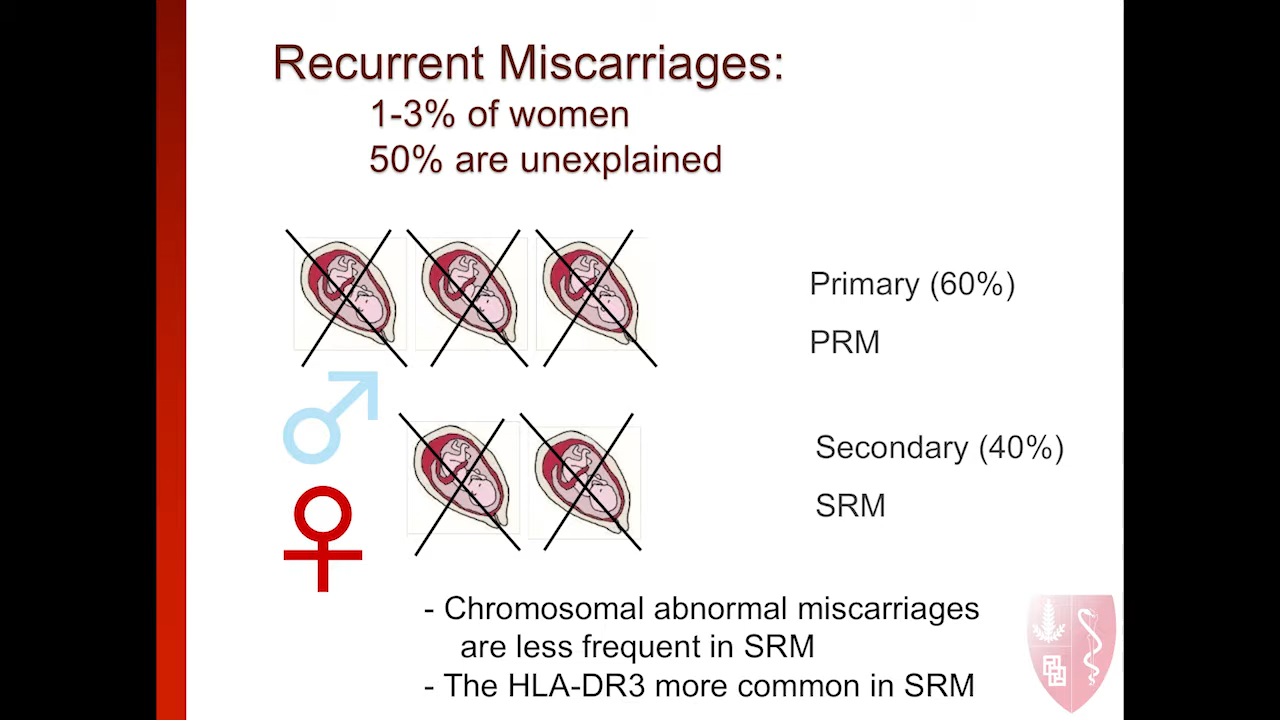 Recurrent Miscarriages:
1-3% of women
50% are unexplained
Primary (60%)
PRM
Secondary (40%)
SRM
- Chromosomal abnormal miscarriages
are less frequent in SRM
- The HLA-DR3 more common in SRM